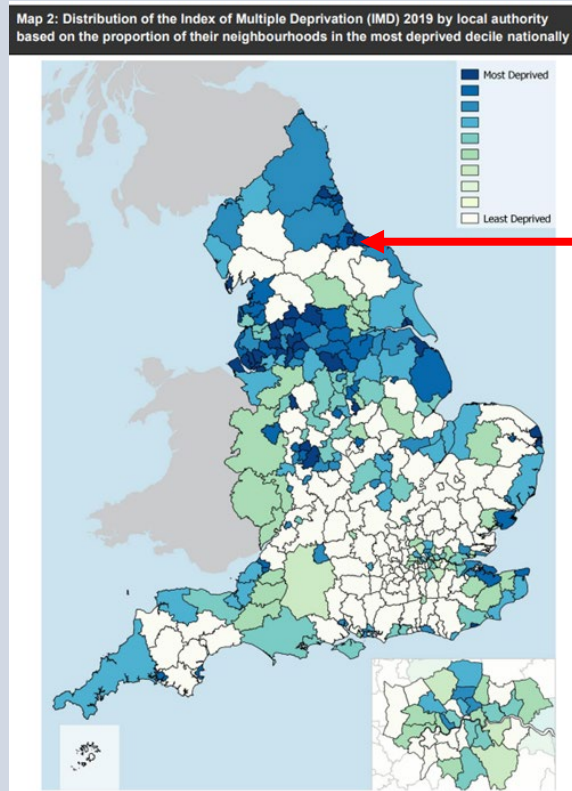 Map 2: Distribution of the Index of Multiple Deprivation (IMD) 2019 by local authority
based on the proportion of their neighbourhoods in the most deprived decile nationally
Most Deprived
Least Deprived